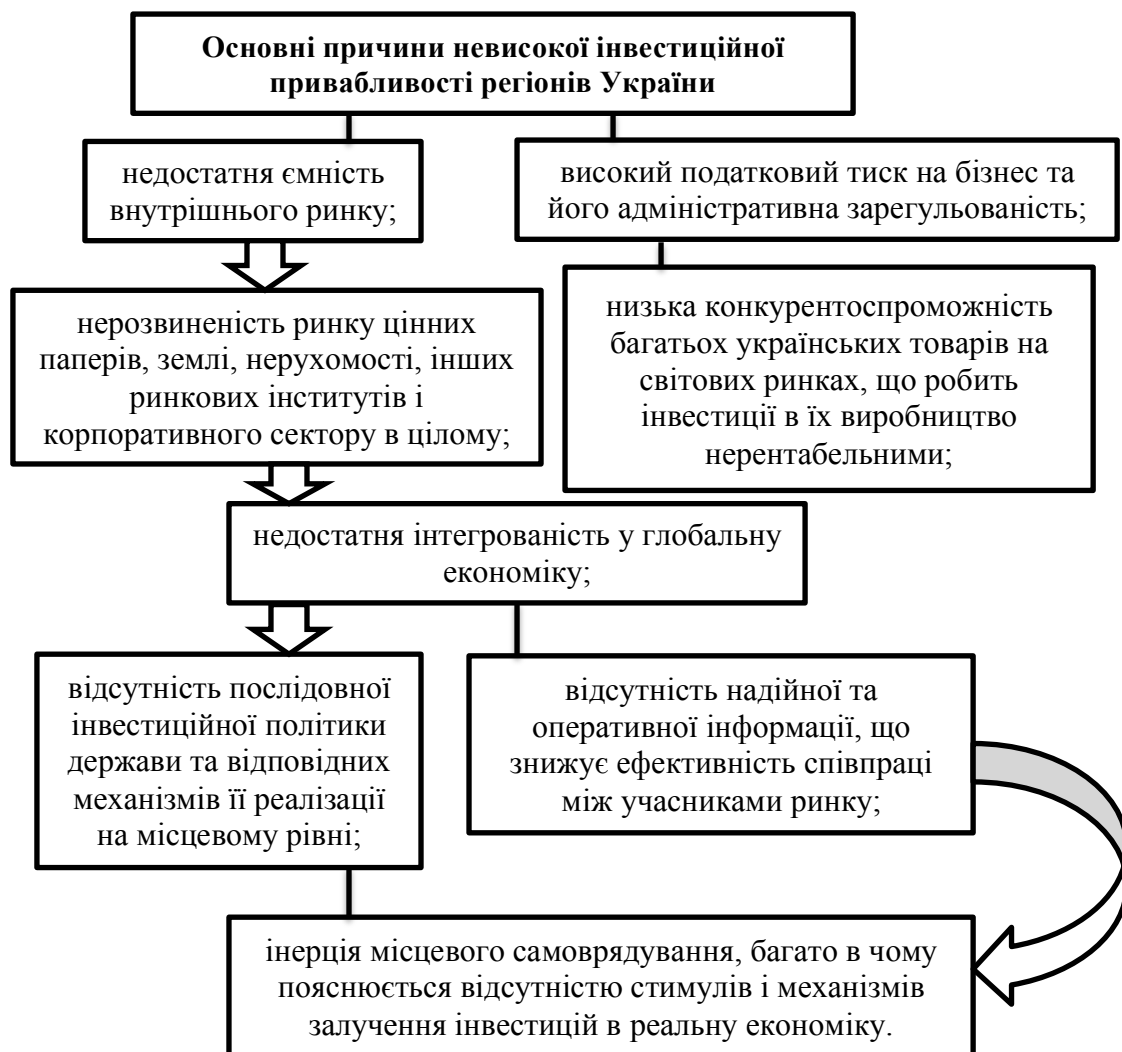 Основні причини невисокої інвестиційної
привабливості регіонів України
недостатня ємність
внутрішнього ринку;
високий податковий тиск на бізнес та
його адміністративна зарегульованість;
нерозвиненість ринку цінних
паперів, землі, нерухомості, інших
ринкових інститутів і
корпоративного сектору в цілому;
низька конкурентоспроможність
багатьох українських товарів на
світових ринках, що робить
інвестиції в їх виробництво
нерентабельними;
недостатня інтегрованість у глобальну
економіку;
відсутність послідовної
інвестиційної політики
держави та відповідних
механізмів її реалізації
на місцевому рівні;
відсутність надійної та
оперативної інформації, що
знижує ефективність співпраці
між учасниками ринку;
інерція місцевого самоврядування, багато в чому
пояснюється відсутністю стимулів і механізмів
залучення інвестицій в реальну економіку.